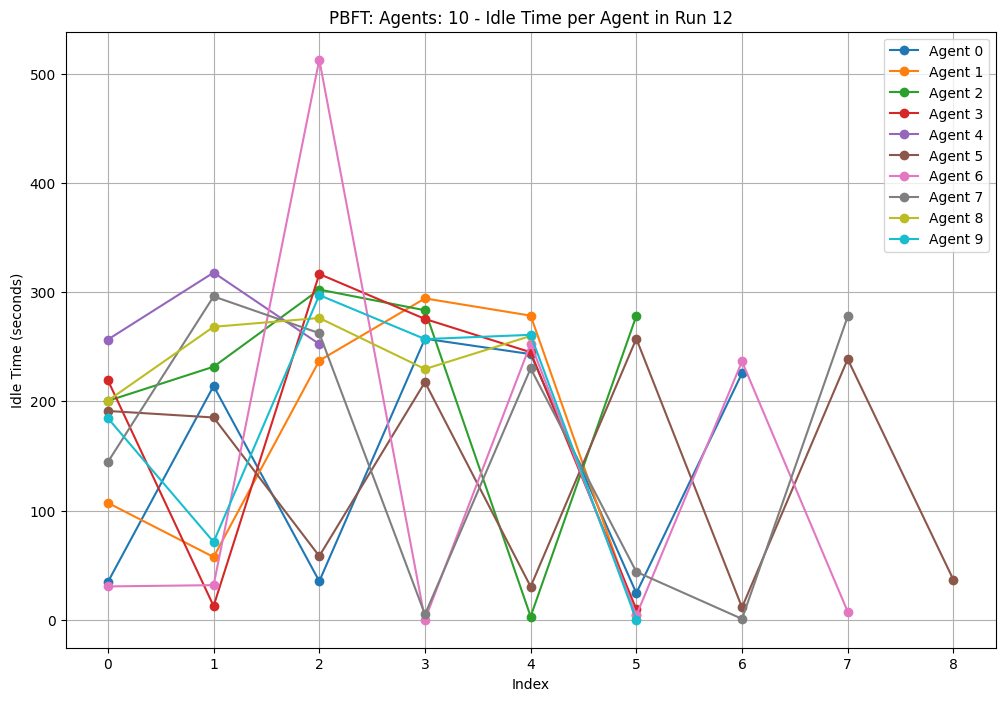 PBFT: Agents: 10 - Idle Time per Agent in Run 12
Idle Time (seconds)
500
400
300
200
100
0
0 1 2 3 4 5 6 7 8
Index
Agent 0
Agent 1
Agent 2
Agent 3
Agent 4
Agent 5
Agent 6
Agent 7
Agent 8
Agent 9